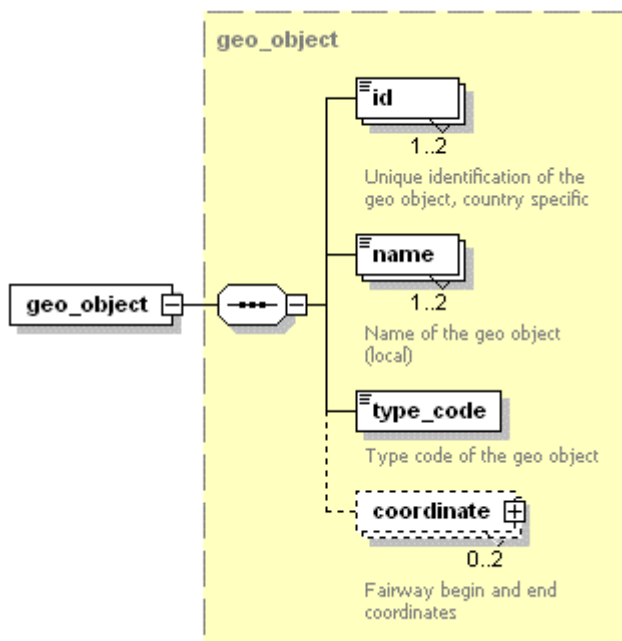 geo_object
id
1..2
Unique identification of the
geo object, country specific
name
1..2
Name of the geo object
(local)
geo_object
type_code
Type code of the geo object
coordinate
0..2
Fairway begin and end
coordinates